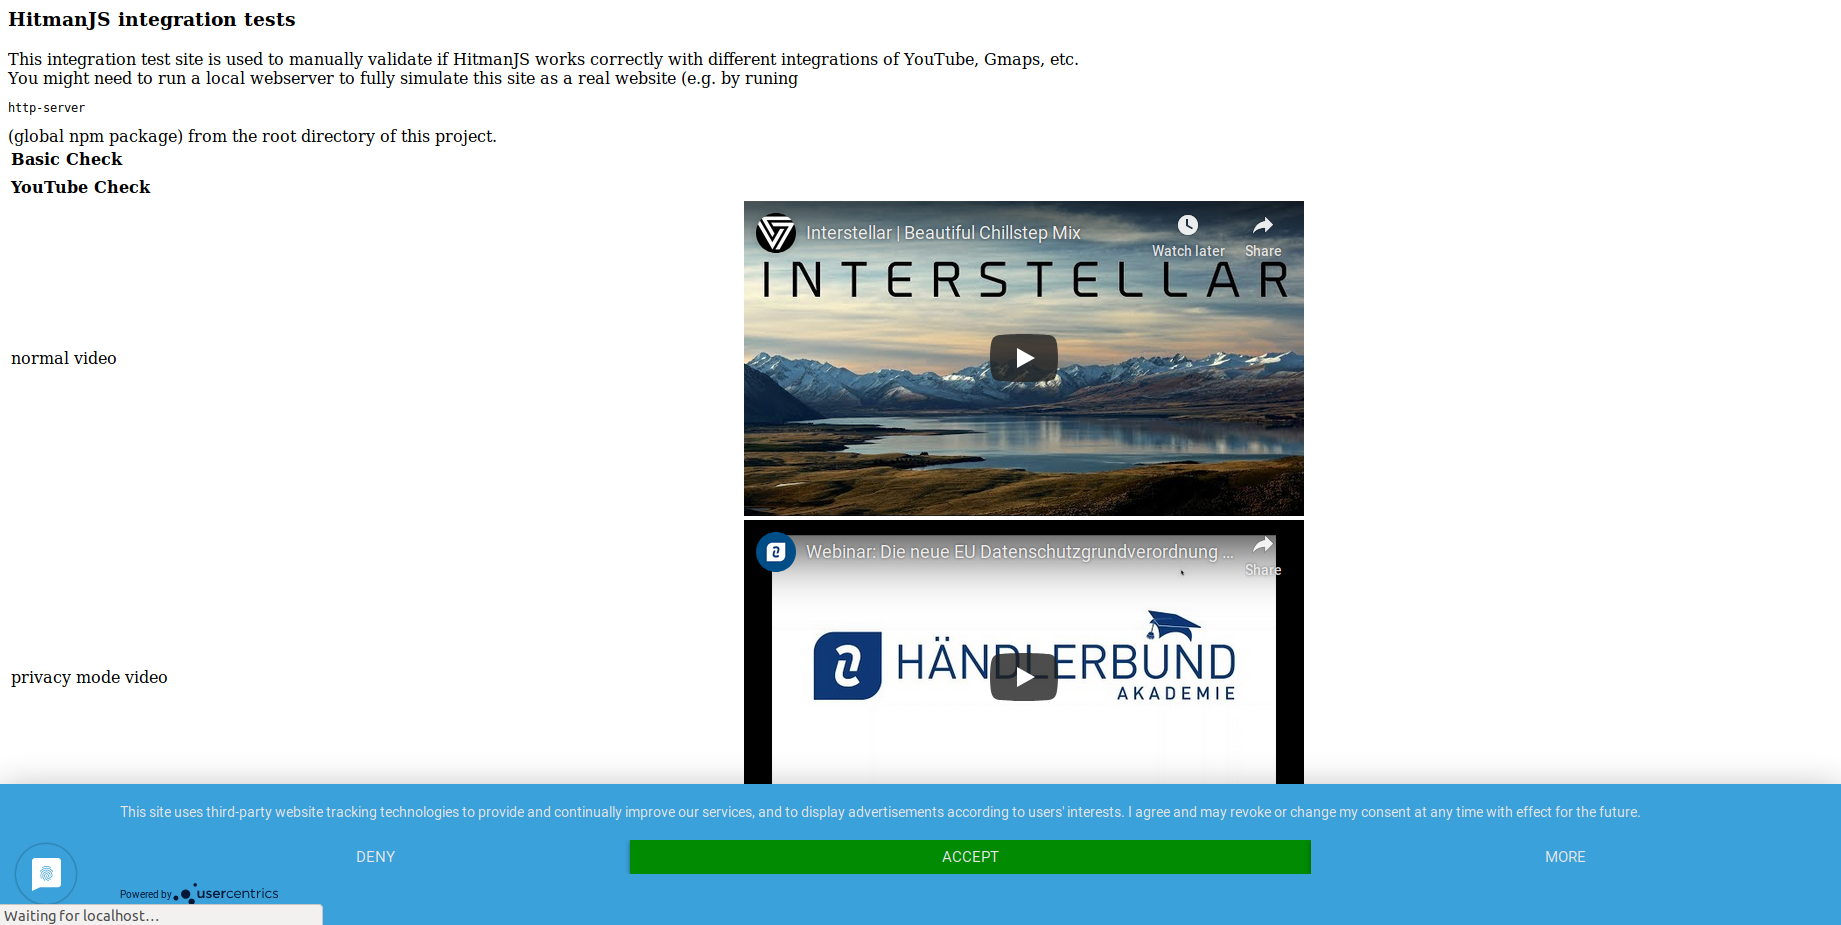 HitmanJS integration tests
This integration test site is used to manually validate if HitmanJS works correctly with different integrations of YouTube, Gmaps, etc.
You might need to run a local webserver to fully simulate this site as a real website (e.g. by runing
http-server
(global npm package) from the root directory of this project.
Basic Check
YouTube Check
Interstellar | Beautiful Chillstep Mix
Watch later
Share
INTERSTELLAR
normal video
Webinar: Die neue EU Datenschutzgrundverordnung ...
Share
HÄNDLERBUND
AKADEMIE
privacy mode video
This site uses third-party website tracking technologies to provide and continually improve our services, and to display advertisements according to users' interests. I agree and may revoke or change my consent at any time with effect for the future.
DENY
ACCEPT
MORE
Powered by usercentrics
Waiting for localhost...